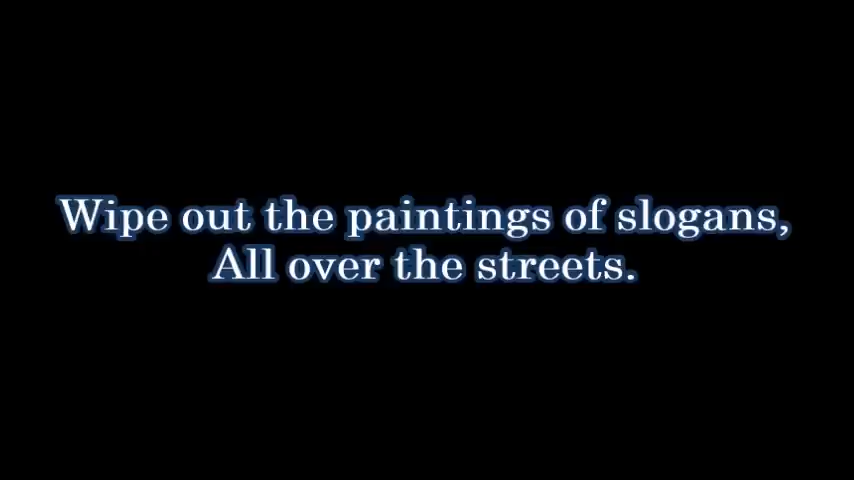 Wipe out the paintings of slogans,
All over the streets.